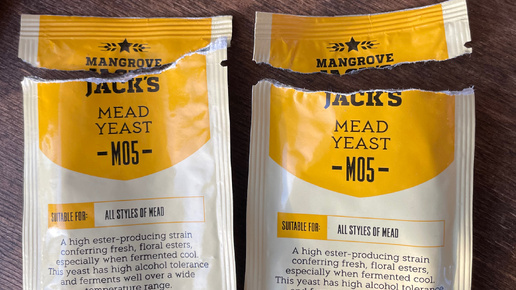 MANGROVE
JACK'S
MEAD
YEAST
-M05-
SUITABLE FOR: ALL STYLES OF MEAD
A high ester-producing strain
conferring fresh, floral esters,
especially when fermented cool.
This yeast has high alcohol tolerance
and ferments well over a wide
temperature range.
MANGROVE
JACK'S
MEAD
YEAST
-M05-
SUITABLE FOR: ALL STYLES OF MEAD
A high ester-producing strain
conferring fresh, floral esters,
especially when fermented cool.
This yeast has high alcohol tolerance